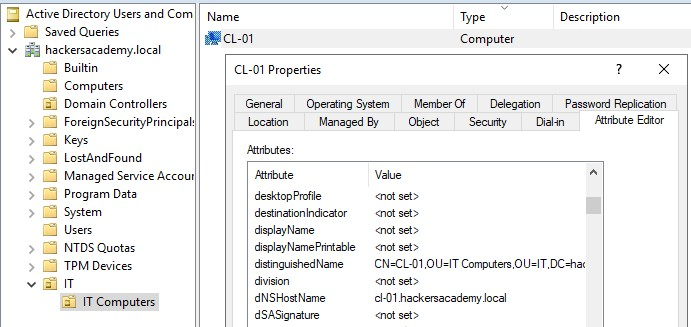 Active Directory Users and Com
Saved Queries
hackersacademy.local
Builtin
Computers
Domain Controllers
ForeignSecurityPrincipals
Keys
LostAndFound
Managed Service Accour
Program Data
System
Users
NTDS Quotas
TPM Devices
IT
IT Computers
Name Type Description
CL-01 Computer
CL-01 Properties ? ×
General Operating System Member Of Delegation Password Replication
Location Managed By Object Security Dial-in Attribute Editor
Attributes:
Attribute Value
desktopProfile <not set>
destinationIndicator <not set>
displayName <not set>
displayNamePrintable <not set>
distinguishedName CN=CL-01,OU=IT Computers,OU=IT,DC=hac
division <not set>
dNSHostName cl-01.hackersacademy.local
dSASignature <not set>